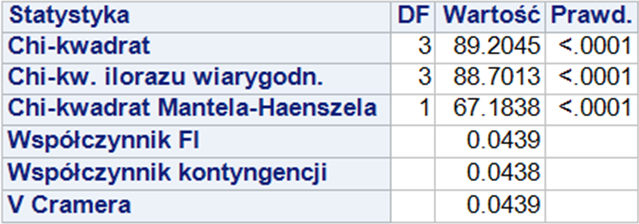 Statystyka DF Wartość Prawd.
Chi-kwadrat 3 89.2045 <.0001
Chi-kw. ilorazu wiarygodn. 3 88.7013 <.0001
Chi-kwadrat Mantela-Haenszela 1 67.1838 <.0001
Współczynnik FI 0.0439
Współczynnik kontyngencji 0.0438
V Cramera 0.0439